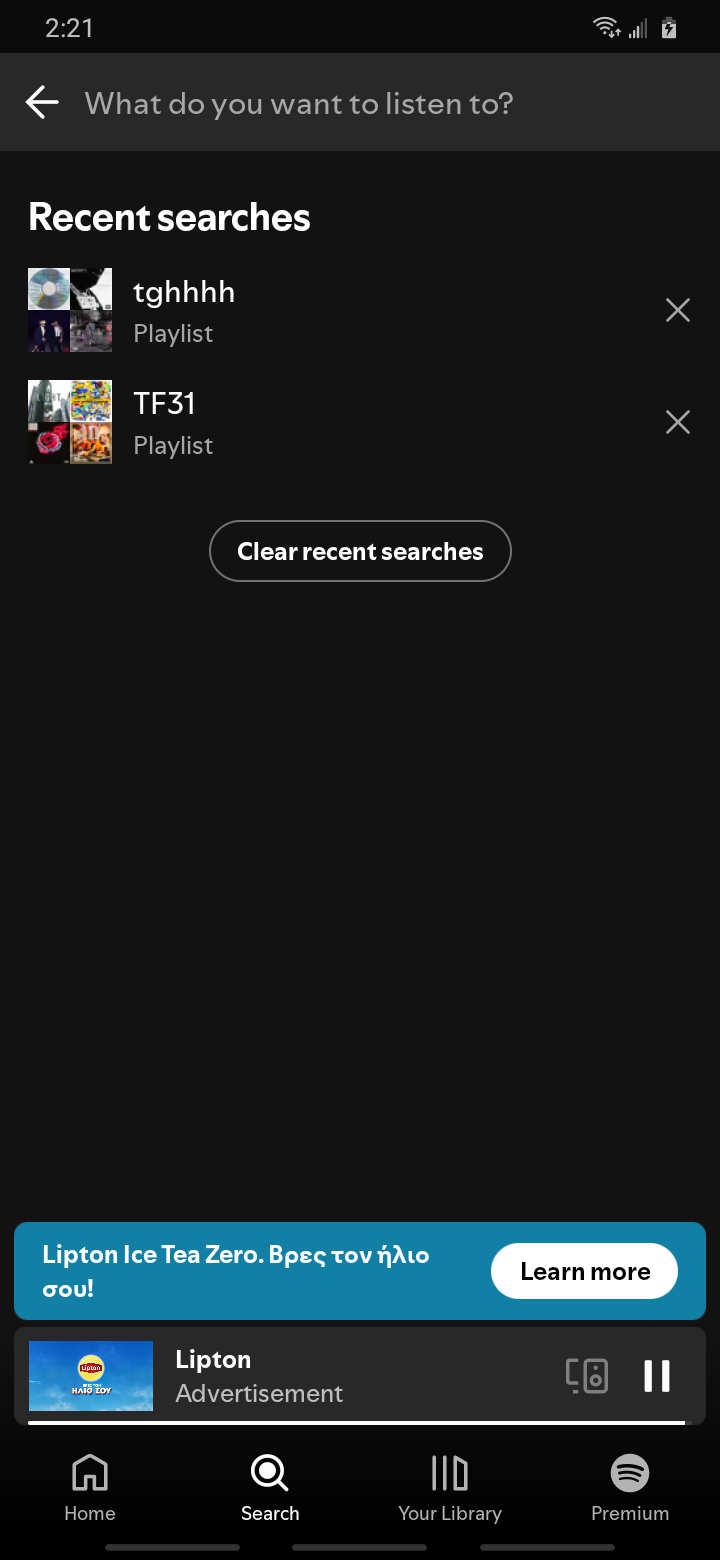 2:21
What do you want to listen to?
Recent searches
tghhhh
Playlist
TF31
Playlist
Clear recent searches
Lipton Ice Tea Zero. Βρες τον ήλιο
σου!
Learn more
Lipton
ΒΡΕΣ ΤΟΝ
ΗΛΙΟ ΣΟΥ
Lipton
Advertisement
Home
Search
Your Library
Premium